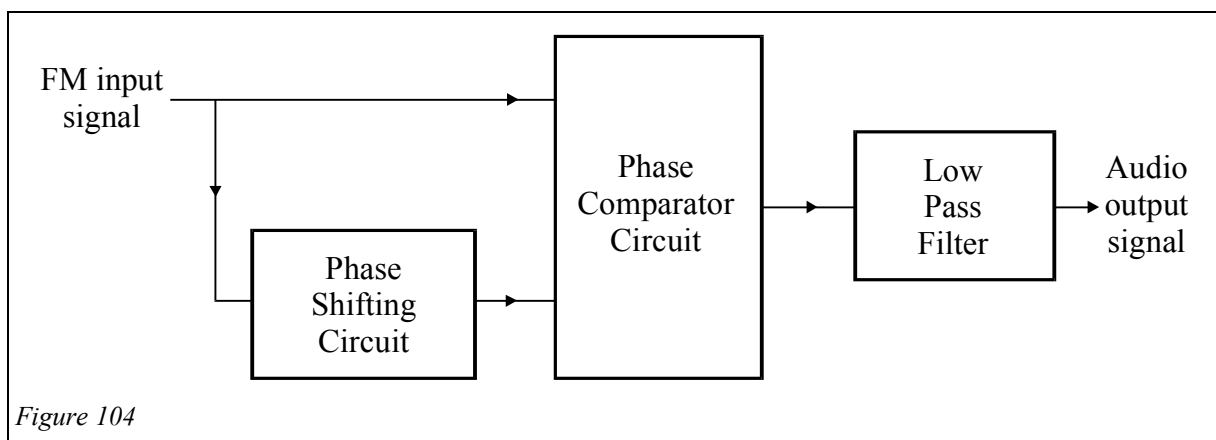 FM input
signal
Phase
Shifting
Circuit
Phase
Comparator
Circuit
Low
Pass
Filter
Audio
output
signal
Figure 104